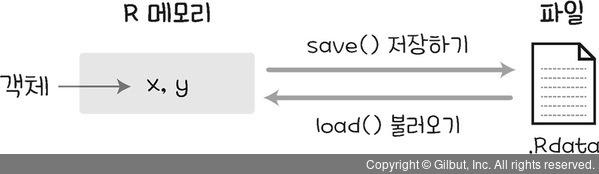 R 메모리
파일
save() 저장하기
객체
x, y
load() 불러오기
.Rdata
Copyright © Gilbut, Inc. All rights reserved.